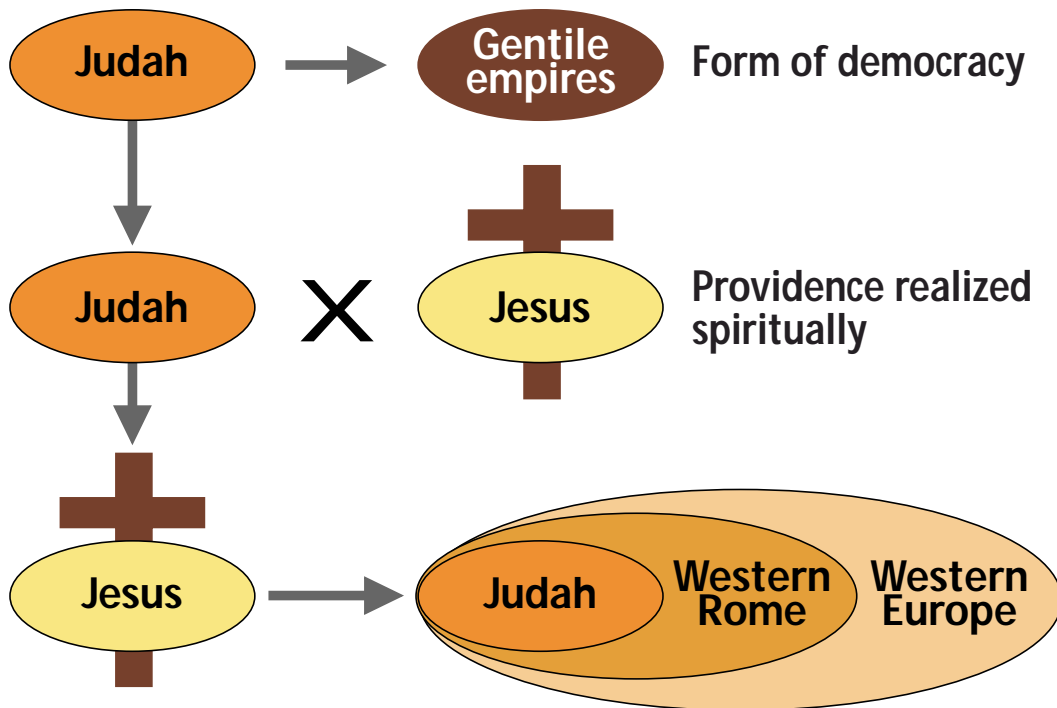 Judah
Gentile
empires
Form of democracy
Judah
X
Jesus
Providence realized
spiritually
Jesus
Judah
Western
Rome
Western
Europe